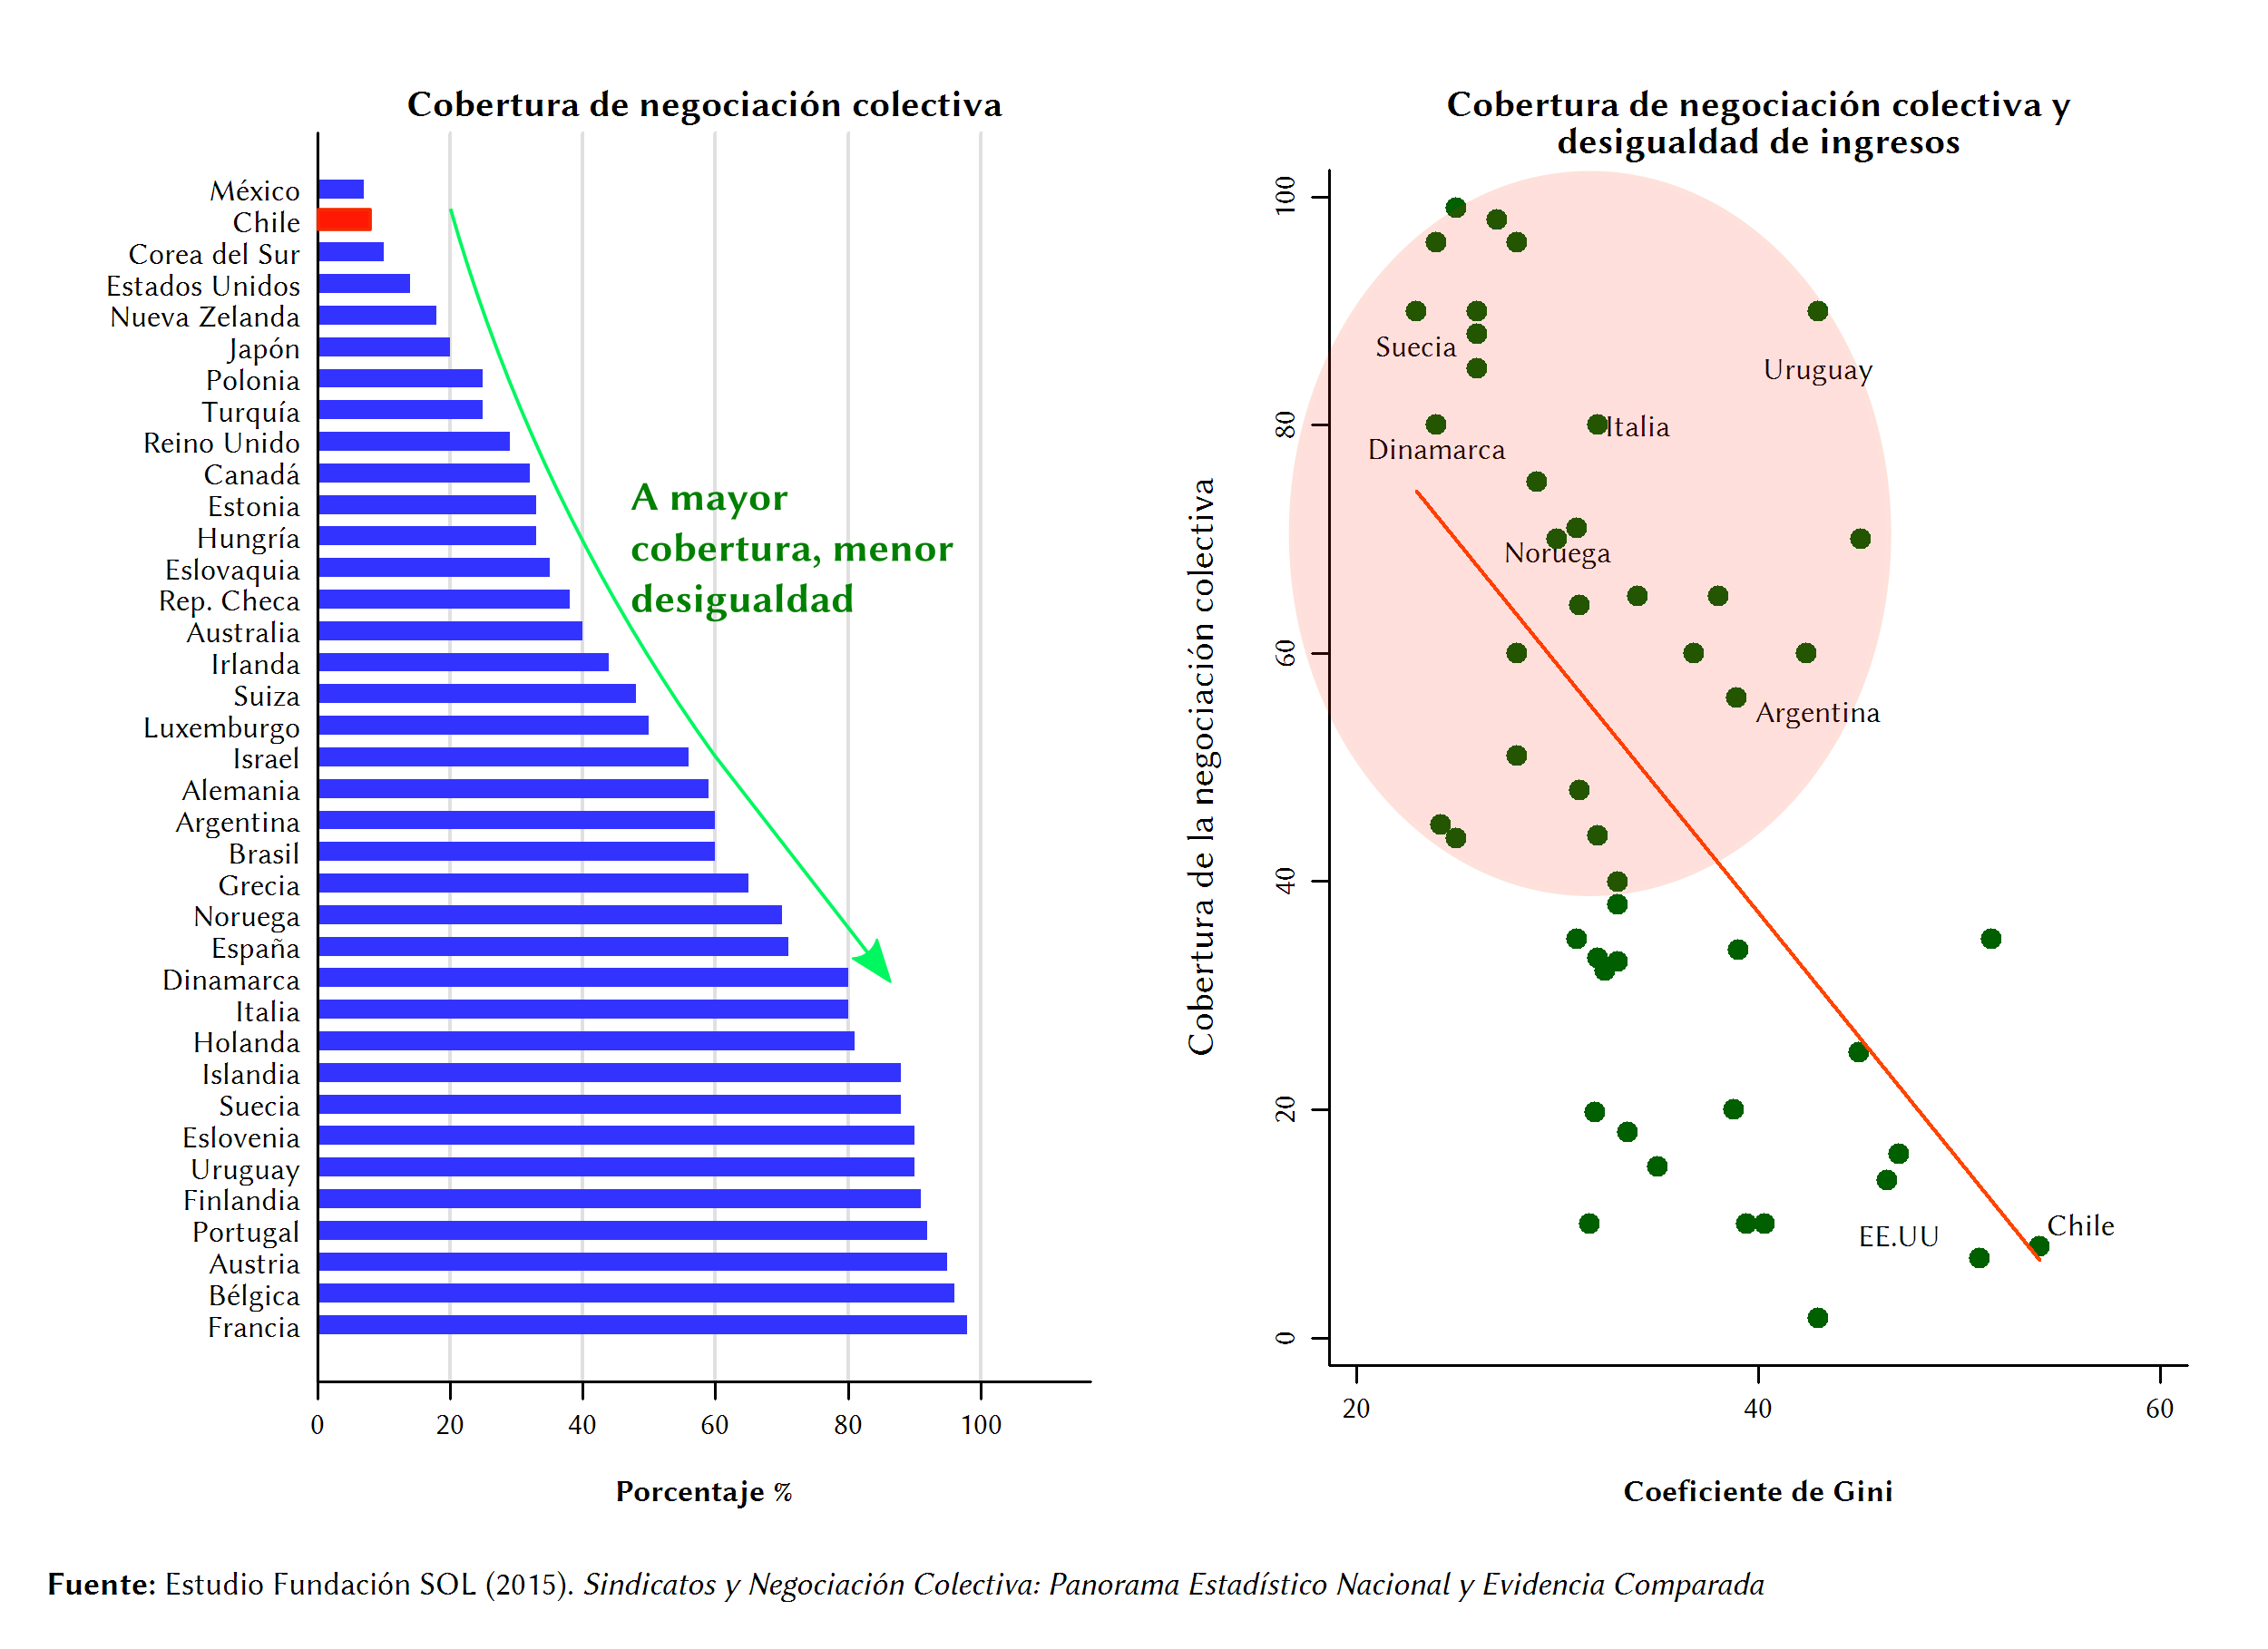 Cobertura de negociación colectiva
México
Chile
Corea del Sur
Estados Unidos
Nueva Zelanda
Japón
Polonia
Turquía
Reino Unido
Canadá
Estonia
Hungría
Eslovaquia
Rep. Checa
Australia
Irlanda
Suiza
Luxemburgo
Israel
Alemania
Argentina
Brasil
Grecia
Noruega
España
Dinamarca
Italia
Holanda
Islandia
Suecia
Eslovenia
Uruguay
Finlandia
Portugal
Austria
Bélgica
Francia
A mayor
cobertura, menor
desigualdad
0 20 40 60 80 100
Porcentaje %
Cobertura de negociación colectiva y
desigualdad de ingresos
Cobertura de la negociación colectiva
100
80
60
40
20
0
Suecia
Uruguay
Italia
Dinamarca
Noruega
Argentina
Chile
EE.UU
20 40 60
Coeficiente de Gini
Fuente: Estudio Fundación SOL (2015). Sindicatos y Negociación Colectiva: Panorama Estadístico Nacional y Evidencia Comparada